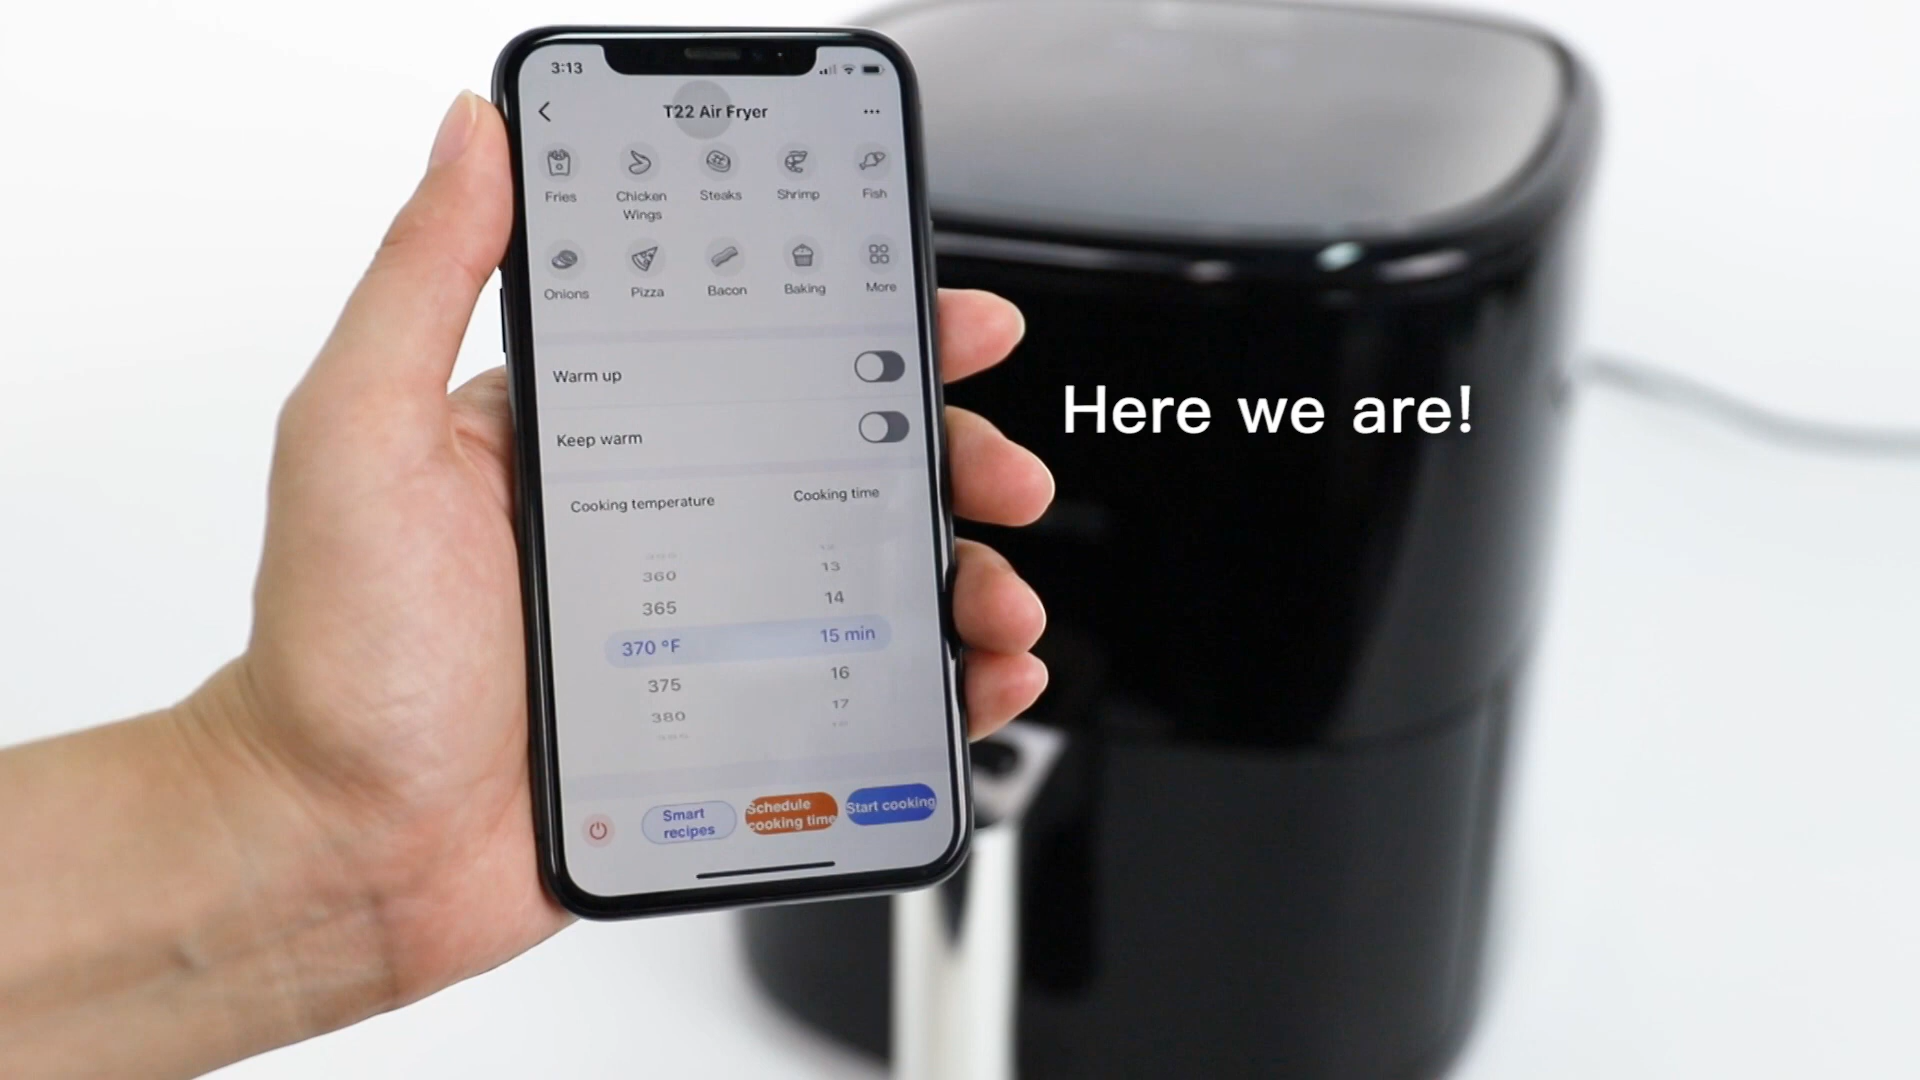 3:13
T22 Air Fryer
Fries
Chicken
Wings
Steaks
Shrimp
Fish
Onions
Pizza
Bacon
Baking
More
Warm up
Keep warm
Cooking temperature
Cooking time
360
13
365
14
370 °F
15 min
375
16
380
17
Smart
recipes
Schedule
cooking time
Start cooking
Here we are!